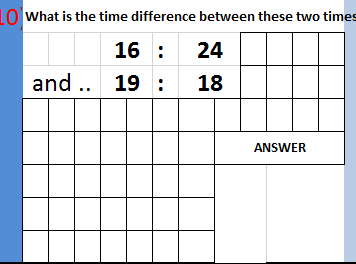 10) What is the time difference between these two times
16 : 24
and .. 19 : 18
ANSWER